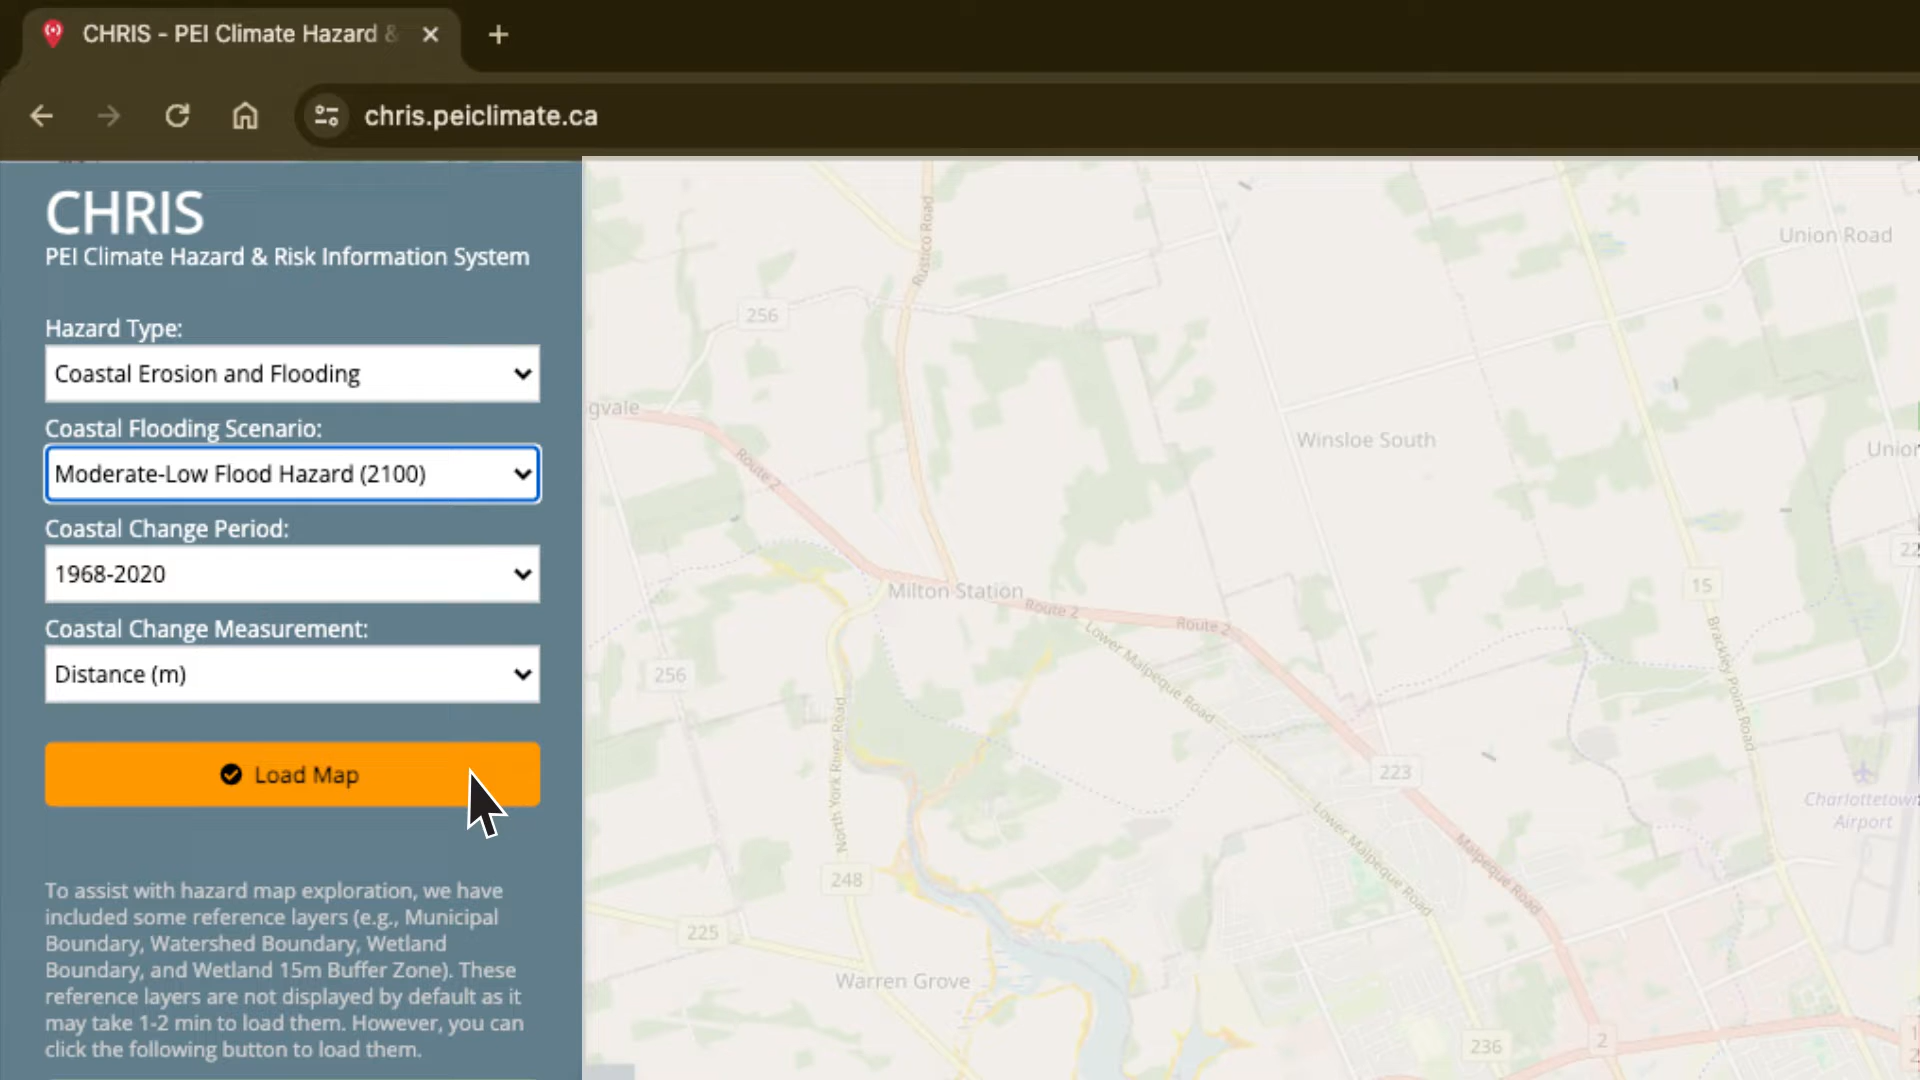 CHRIS - PEI Climate Hazard &
chris.peiclimate.ca
CHRIS
PEI Climate Hazard & Risk Information System
Hazard Type:
Coastal Erosion and Flooding
Coastal Flooding Scenario:
Moderate-Low Flood Hazard (2100)
Coastal Change Period:
1968-2020
Coastal Change Measurement:
Distance (m)
Load Map
To assist with hazard map exploration, we have
included some reference layers (e.g., Municipal
Boundary, Watershed Boundary, Wetland
Boundary, and Wetland 15m Buffer Zone). These
reference layers are not displayed by default as it
may take 1-2 min to load them. However, you can
click the following button to load them.
Rustico Road
Union Road
256
gvale
Winsloe South
Union
Route 2
Milton Station
Route 2
Route 2
15
256
Lower Malpeque Road
Brackley Point Road
North York River Road
223
Charlottetown
Airport
Lower Malpeque Road
Malpeque Road
248
225
Warren Grove
236
2